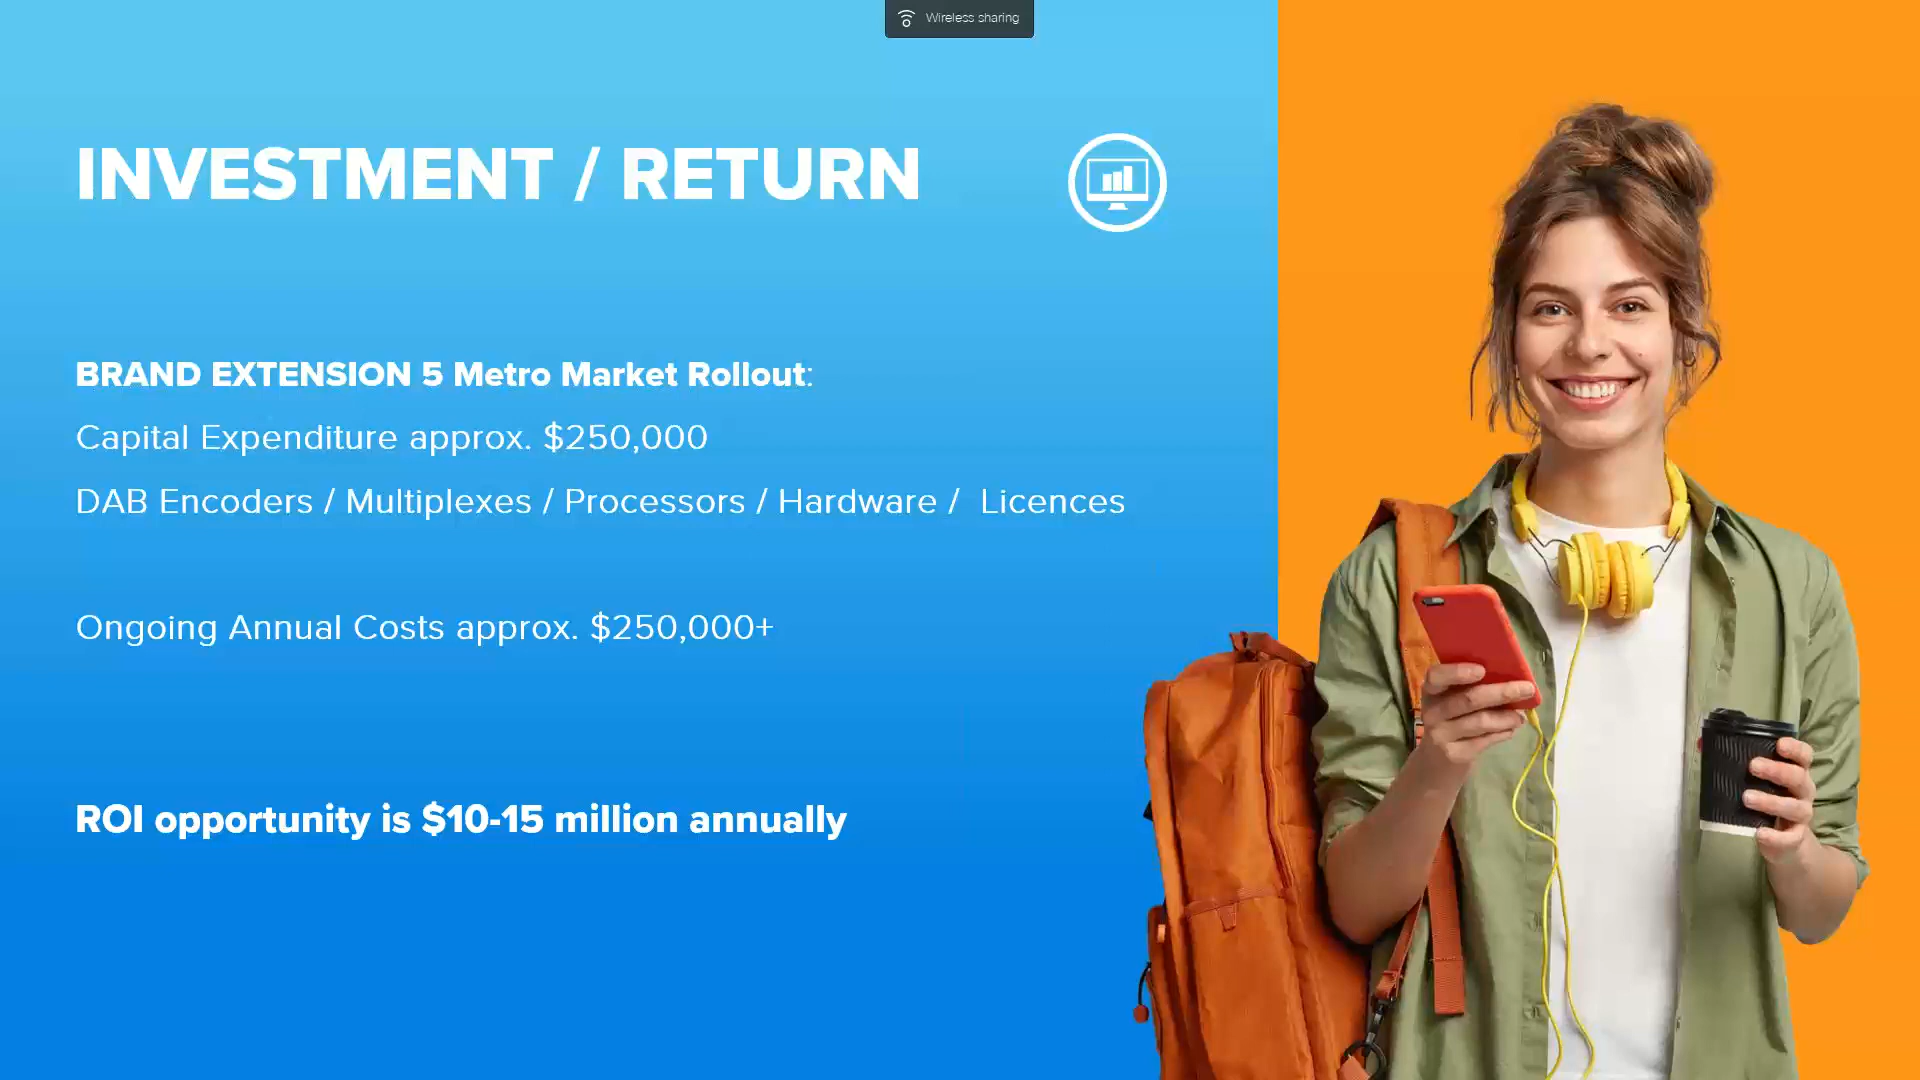 Wireless sharing
INVESTMENT / RETURN
BRAND EXTENSION 5 Metro Market Rollout:
Capital Expenditure approx. $250,000
DAB Encoders / Multiplexes / Processors / Hardware / Licences
Ongoing Annual Costs approx. $250,000+
ROI opportunity is $10-15 million annually